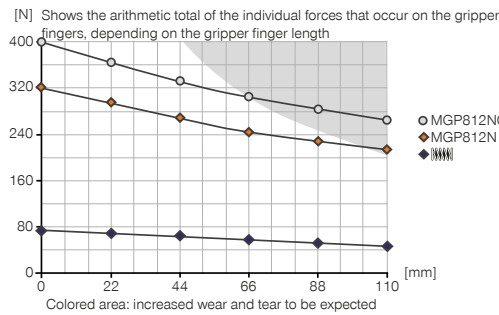 [N] Shows the arithmetic total of the individual forces that occur on the gripper
fingers, depending on the gripper finger length
400
320
240
160
80
0
0 22 44 66 88 110 [mm]
MGP812NC
MGP812N
Colored area: increased wear and tear to be expected